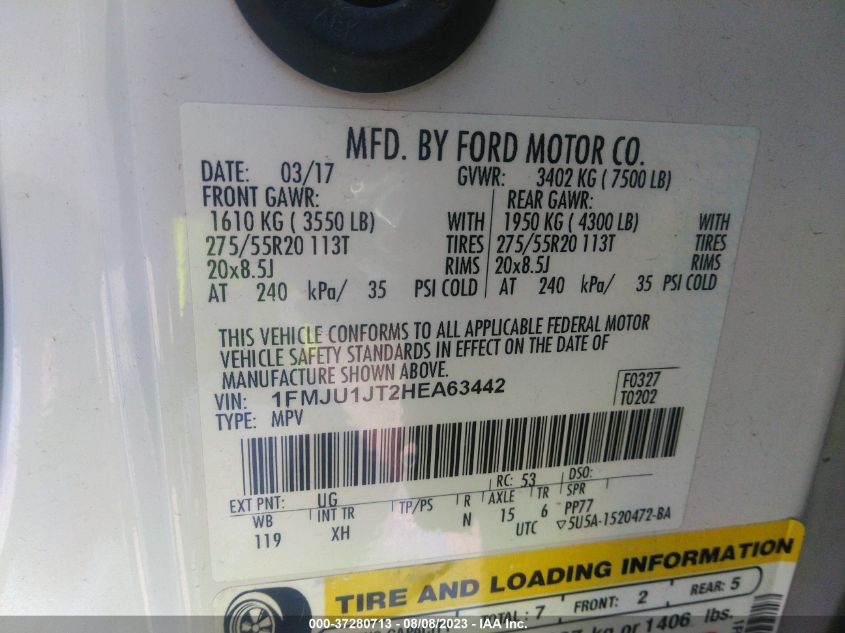 MFD. BY FORD MOTOR CO.
DATE: 03/17 GVWR: 3402 KG ( 7500 LB)
FRONT GAWR: REAR GAWR:
1610 KG ( 3550 LB) WITH 1950 KG ( 4300 LB) WITH
275/55R20 113T TIRES 275/55R20 113T TIRES
20x8.5J RIMS 20x8.5J RIMS
AT 240 kPa/ 35 PSI COLD AT 240 kPa/ 35 PSI COLD
THIS VEHICLE CONFORMS TO ALL APPLICABLE FEDERAL MOTOR
VEHICLE SAFETY STANDARDS IN EFFECT ON THE DATE OF
MANUFACTURE SHOWN ABOVE.
VIN: 1FMJU1JT2HEA63442 F0327
TYPE: MPV T0202
EXT PNT: UG RC: 53 DSO:
WB INT TR TP/PS R AXLE TR SPR
119 XH N 15 6 PP77
UTC ▽5U5A-1520472-BA
TIRE AND LOADING INFORMATION
TOTAL: 7 FRONT: 2 REAR: 5
kg or 1406 lbs.
000-37280713 - 08/08/2023 - IAA Inc.